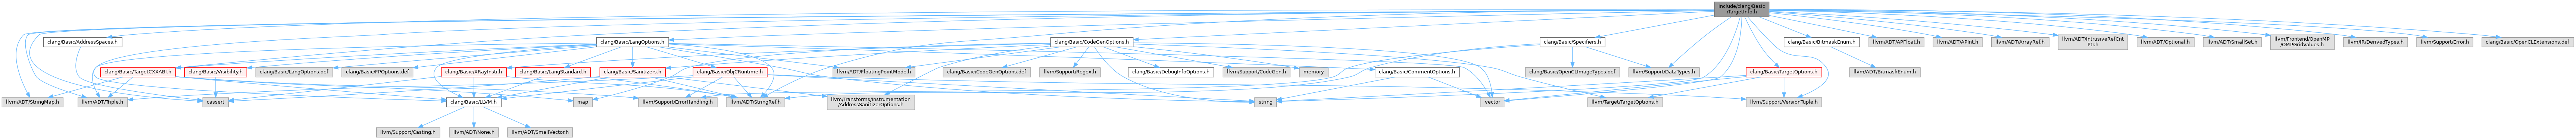 include/clang/Basic
/TargetInfo.h
clang/Basic/AddressSpaces.h
clang/Basic/LangOptions.h
clang/Basic/CodeGenOptions.h
clang/Basic/Specifiers.h
clang/Basic/BitmaskEnum.h
llvm/ADT/APFloat.h
llvm/ADT/APInt.h
llvm/ADT/ArrayRef.h
llvm/ADT/IntrusiveRefCnt
Ptr.h
llvm/ADT/Optional.h
llvm/ADT/SmallSet.h
llvm/Frontend/OpenMP
/OMPGridValues.h
llvm/IR/DerivedTypes.h
llvm/Support/Error.h
clang/Basic/OpenCLExtensions.def
clang/Basic/TargetCXXABI.h
clang/Basic/Visibility.h
clang/Basic/LangOptions.def
clang/Basic/FPOptions.def
clang/Basic/XRayInstr.h
clang/Basic/LangStandard.h
clang/Basic/Sanitizers.h
clang/Basic/ObjCRuntime.h
llvm/ADT/FloatingPointMode.h
clang/Basic/CodeGenOptions.def
llvm/Support/Regex.h
clang/Basic/DebugInfoOptions.h
llvm/Support/CodeGen.h
memory
clang/Basic/CommentOptions.h
clang/Basic/OpenCLImageTypes.def
llvm/Support/DataTypes.h
clang/Basic/TargetOptions.h
llvm/ADT/BitmaskEnum.h
llvm/ADT/StringMap.h
llvm/ADT/Triple.h
cassert
clang/Basic/LLVM.h
map
llvm/Support/ErrorHandling.h
llvm/ADT/StringRef.h
llvm/Transforms/Instrumentation
/AddressSanitizerOptions.h
string
vector
llvm/Target/TargetOptions.h
llvm/Support/VersionTuple.h
llvm/Support/Casting.h
llvm/ADT/None.h
llvm/ADT/SmallVector.h